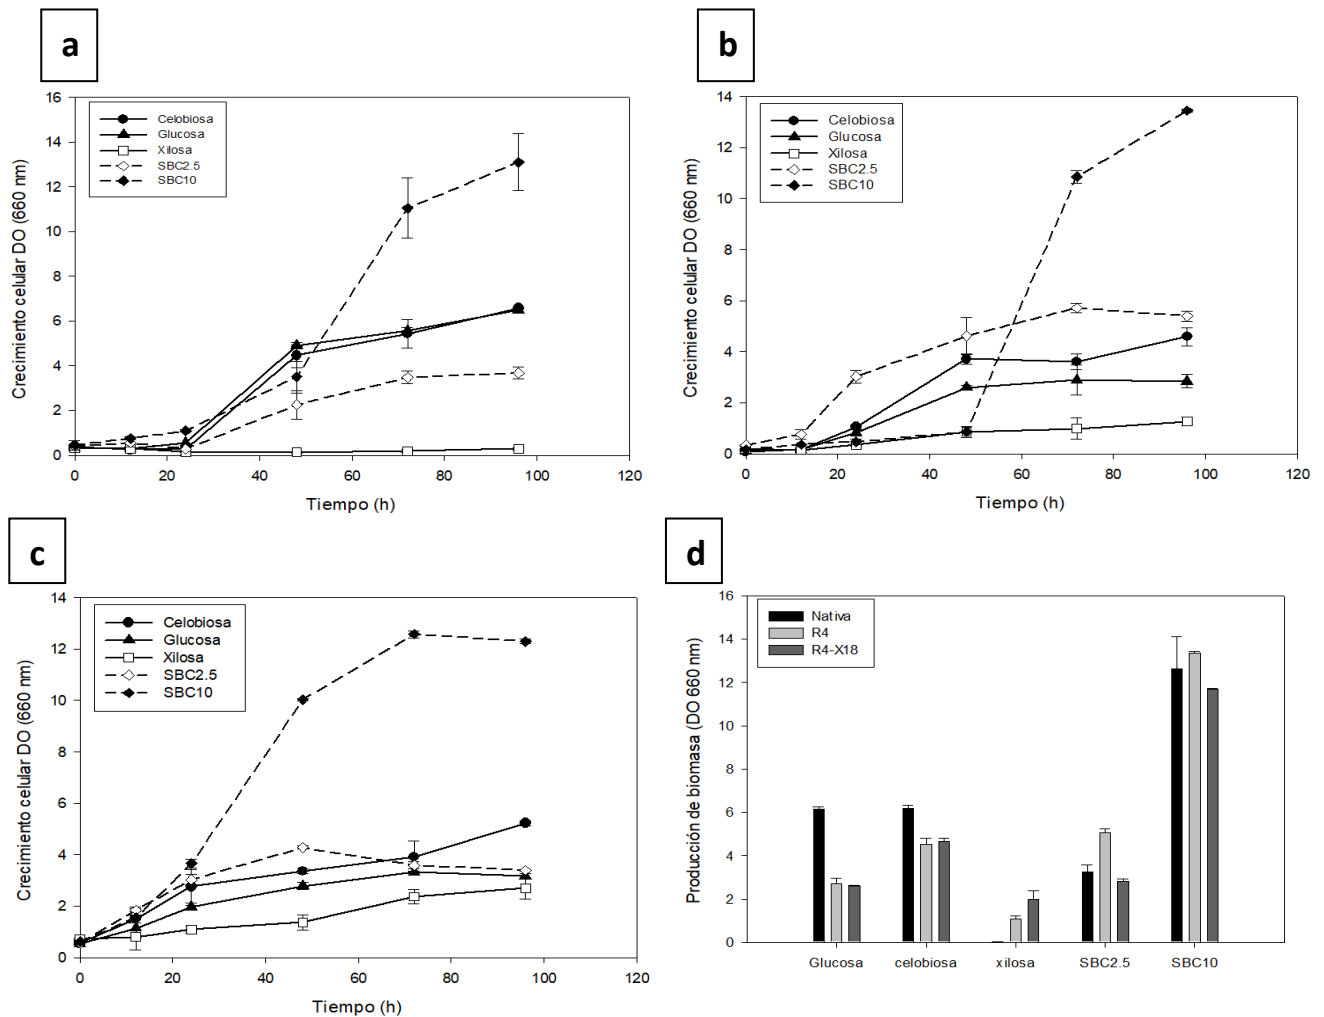 a
16
14
12
10
8
6
4
2
0
Crecimiento celular DO (660 nm)
Celobiosa
Glucosa
Xilosa
SBC2.5
SBC10
0 20 40 60 80 100 120
Tiempo (h)
b
14
12
10
8
6
4
2
0
Crecimiento celular DO (660 nm)
Celobiosa
Glucosa
Xilosa
SBC2.5
SBC10
0 20 40 60 80 100 120
Tiempo (h)
c
14
12
10
8
6
4
2
0
Crecimiento celular DO (660 nm)
Celobiosa
Glucosa
Xilosa
SBC2.5
SBC10
0 20 40 60 80 100 120
Tiempo (h)
d
16
14
12
10
8
6
4
2
0
Producción de biomasa (DO 660 nm)
Nativa
R4
R4-X18
Glucosa celobiosa xilosa SBC2.5 SBC10